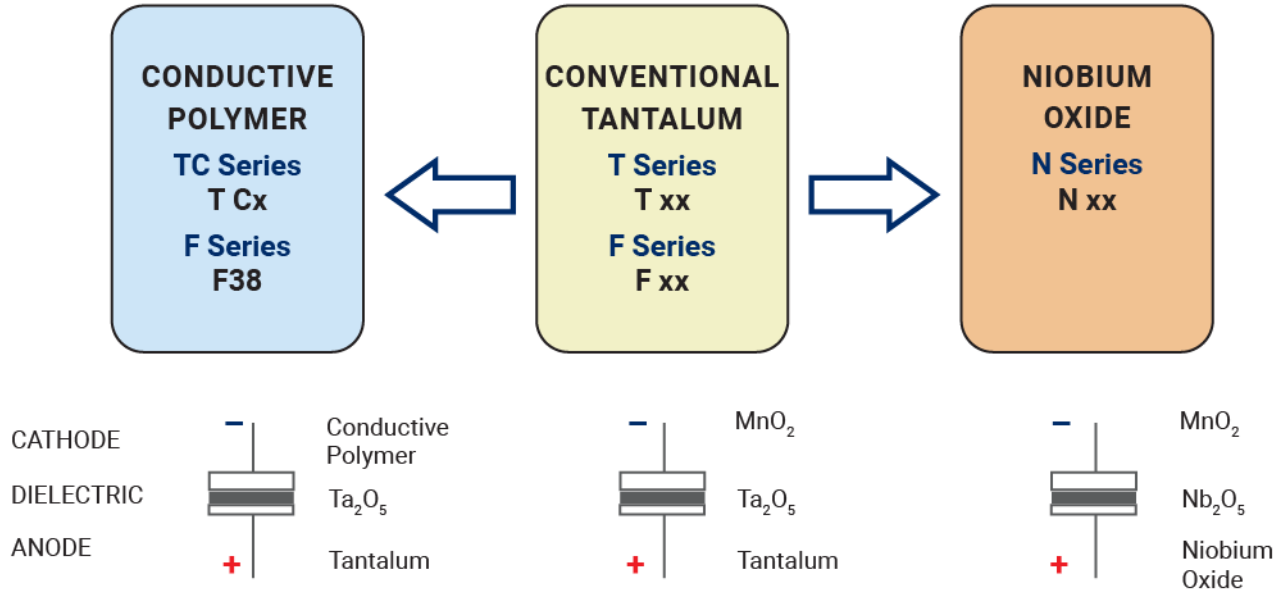 CONDUCTIVE
POLYMER
TC Series
T Cx
F Series
F38
CONVENTIONAL
TANTALUM
T Series
T xx
F Series
F xx
NIOBIUM
OXIDE
N Series
N xx
CATHODE
DIELECTRIC
ANODE
−
Conductive
Polymer
Ta₂O₅
+
Tantalum
−
MnO₂
Ta₂O₅
+
Tantalum
−
MnO₂
Nb₂O₅
+
Niobium
Oxide